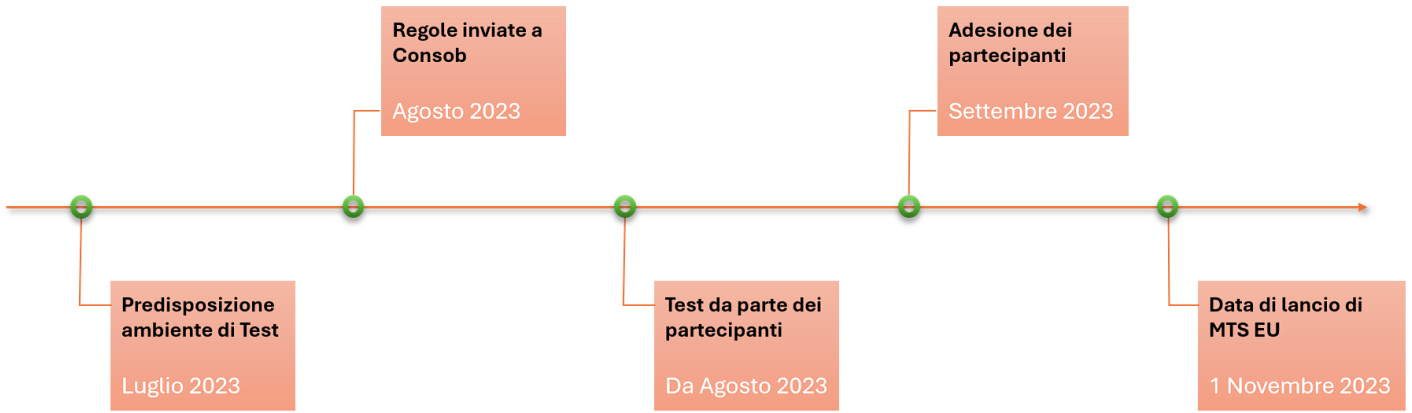 Regole inviate a
Consob
Agosto 2023
Adesione dei
partecipanti
Settembre 2023
Predisposizione
ambiente di Test
Luglio 2023
Test da parte dei
partecipanti
Da Agosto 2023
Data di lancio di
MTS EU
1 Novembre 2023